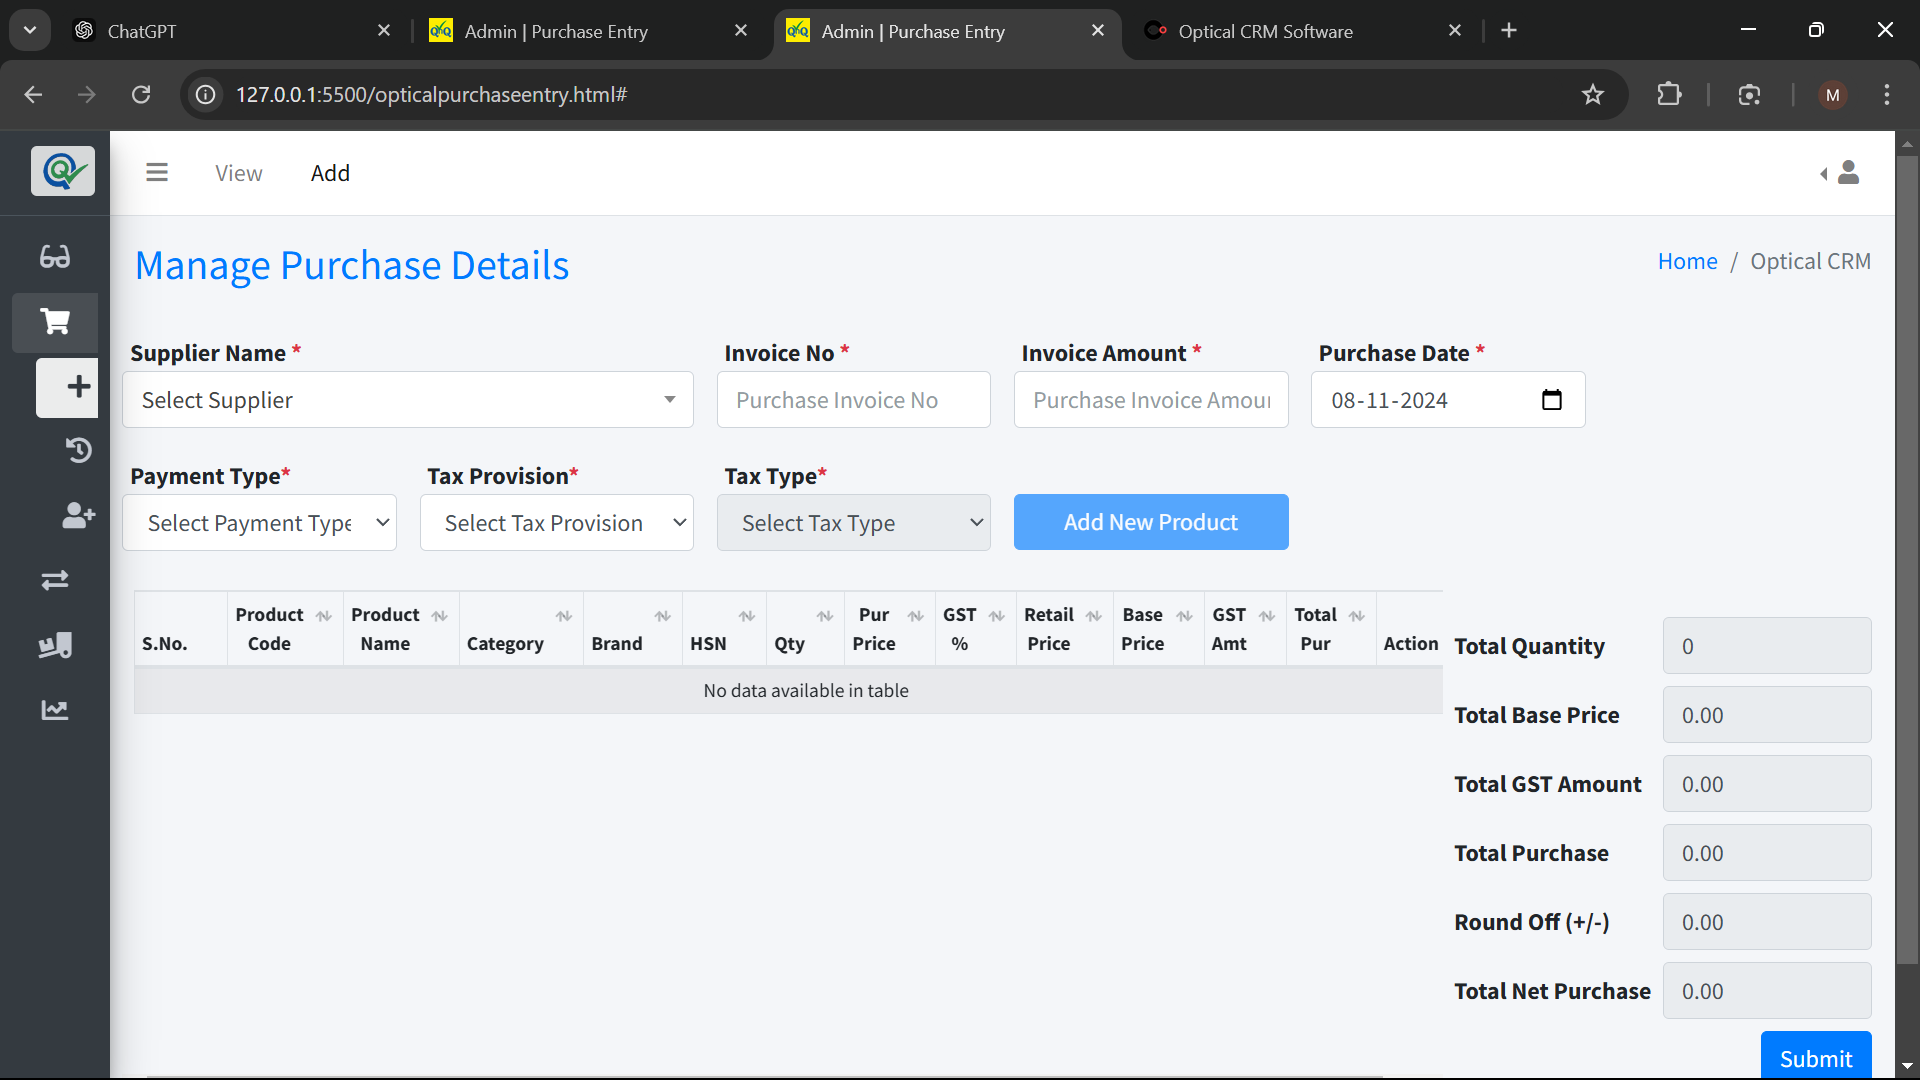 ChatGPT
Admin | Purchase Entry
Admin | Purchase Entry
Optical CRM Software
127.0.0.1:5500/opticalpurchaseentry.html#
M
View
Add
Manage Purchase Details
Home / Optical CRM
Supplier Name *
Invoice No *
Invoice Amount *
Purchase Date *
Select Supplier
Purchase Invoice No
Purchase Invoice Amou
08-11-2024
Payment Type*
Tax Provision*
Tax Type*
Select Payment Type
Select Tax Provision
Select Tax Type
Add New Product
S.No.
Product
Code
Product
Name
Category
Brand
HSN
Qty
Pur
Price
GST
%
Retail
Price
Base
Price
GST
Amt
Total
Pur
Action
No data available in table
Total Quantity
0
Total Base Price
0.00
Total GST Amount
0.00
Total Purchase
0.00
Round Off (+/-)
0.00
Total Net Purchase
0.00
Submit